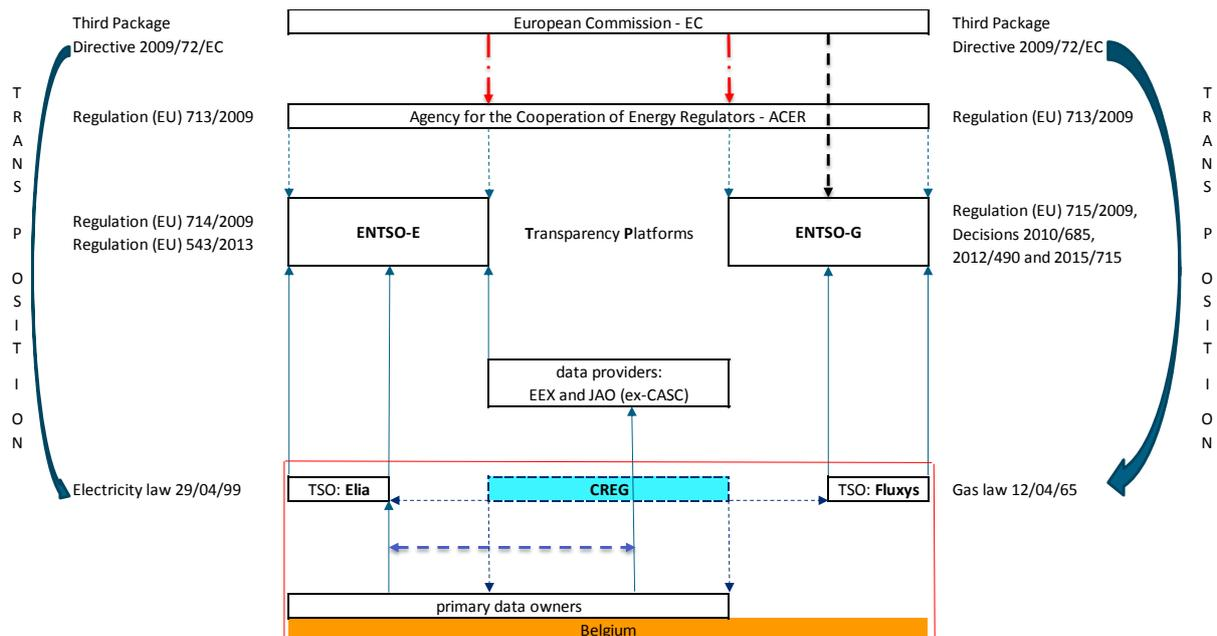 Third Package
Directive 2009/72/EC
European Commission - EC
Third Package
Directive 2009/72/EC
Regulation (EU) 713/2009
Agency for the Cooperation of Energy Regulators - ACER
Regulation (EU) 713/2009
Regulation (EU) 714/2009
Regulation (EU) 543/2013
ENTSO-E
Transparency Platforms
ENTSO-G
Regulation (EU) 715/2009,
Decisions 2010/685,
2012/490 and 2015/715
data providers:
EEX and JAO (ex-CASC)
Electricity law 29/04/99
TSO: Elia
CREG
TSO: Fluxys
Gas law 12/04/65
primary data owners
Belgium
T
R
A
N
S
P
O
S
I
T
I
O
N
T
R
A
N
S
P
O
S
I
T
I
O
N